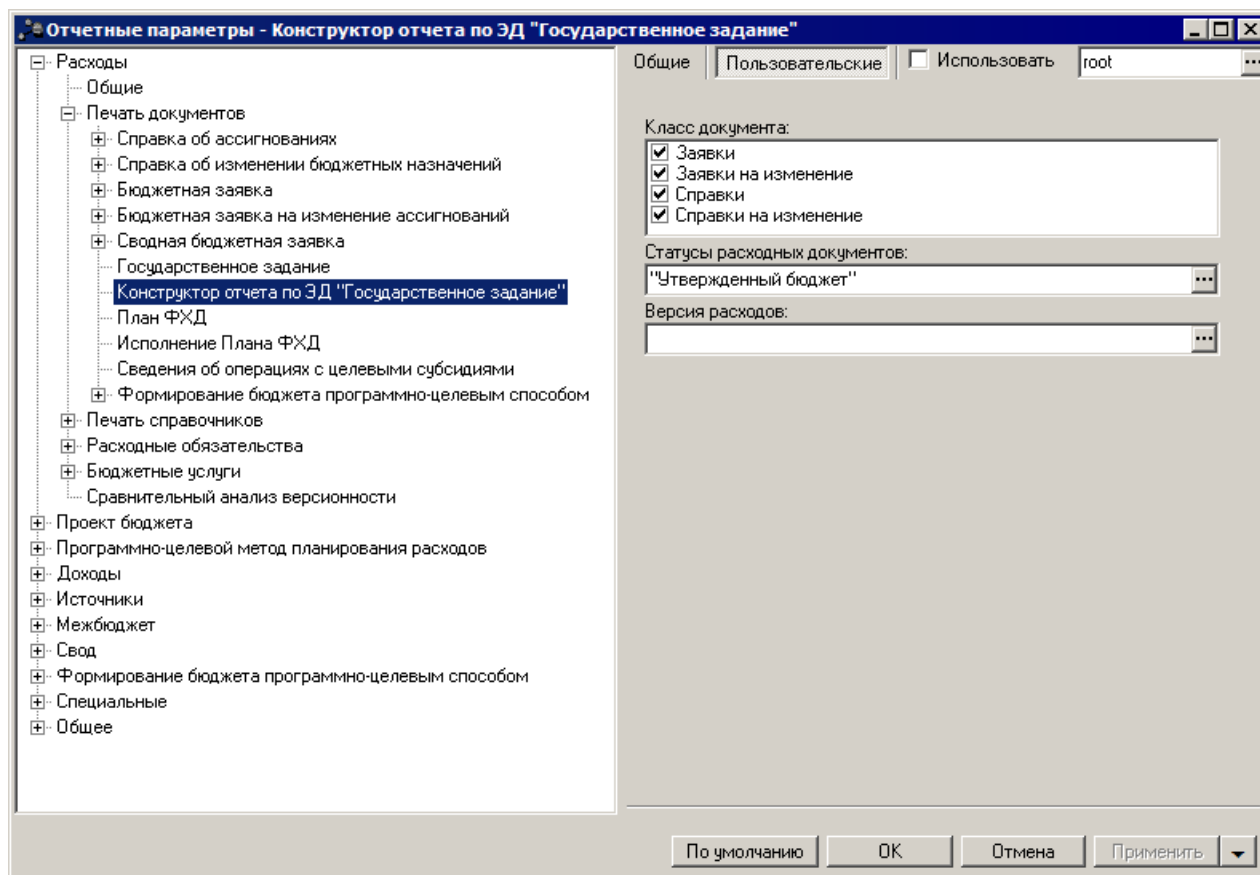 Отчетные параметры - Конструктор отчета по ЭД "Государственное задание"
Расходы
Общие
Печать документов
Справка об ассигнованиях
Справка об изменении бюджетных назначений
Бюджетная заявка
Бюджетная заявка на изменение ассигнований
Сводная бюджетная заявка
Государственное задание
Конструктор отчета по ЭД "Государственное задание"
План ФХД
Исполнение Плана ФХД
Сведения об операциях с целевыми субсидиями
Формирование бюджета программно-целевым способом
Печать справочников
Расходные обязательства
Бюджетные услуги
Сравнительный анализ версионности
Проект бюджета
Программно-целевой метод планирования расходов
Доходы
Источники
Межбюджет
Свод
Формирование бюджета программно-целевым способом
Специальные
Общее
Общие Пользовательские Использовать root
Класс документа:
Заявки
Заявки на изменение
Справки
Справки на изменение
Статусы расходных документов:
"Утвержденный бюджет"
Версия расходов:
По умолчанию OK Отмена Применить